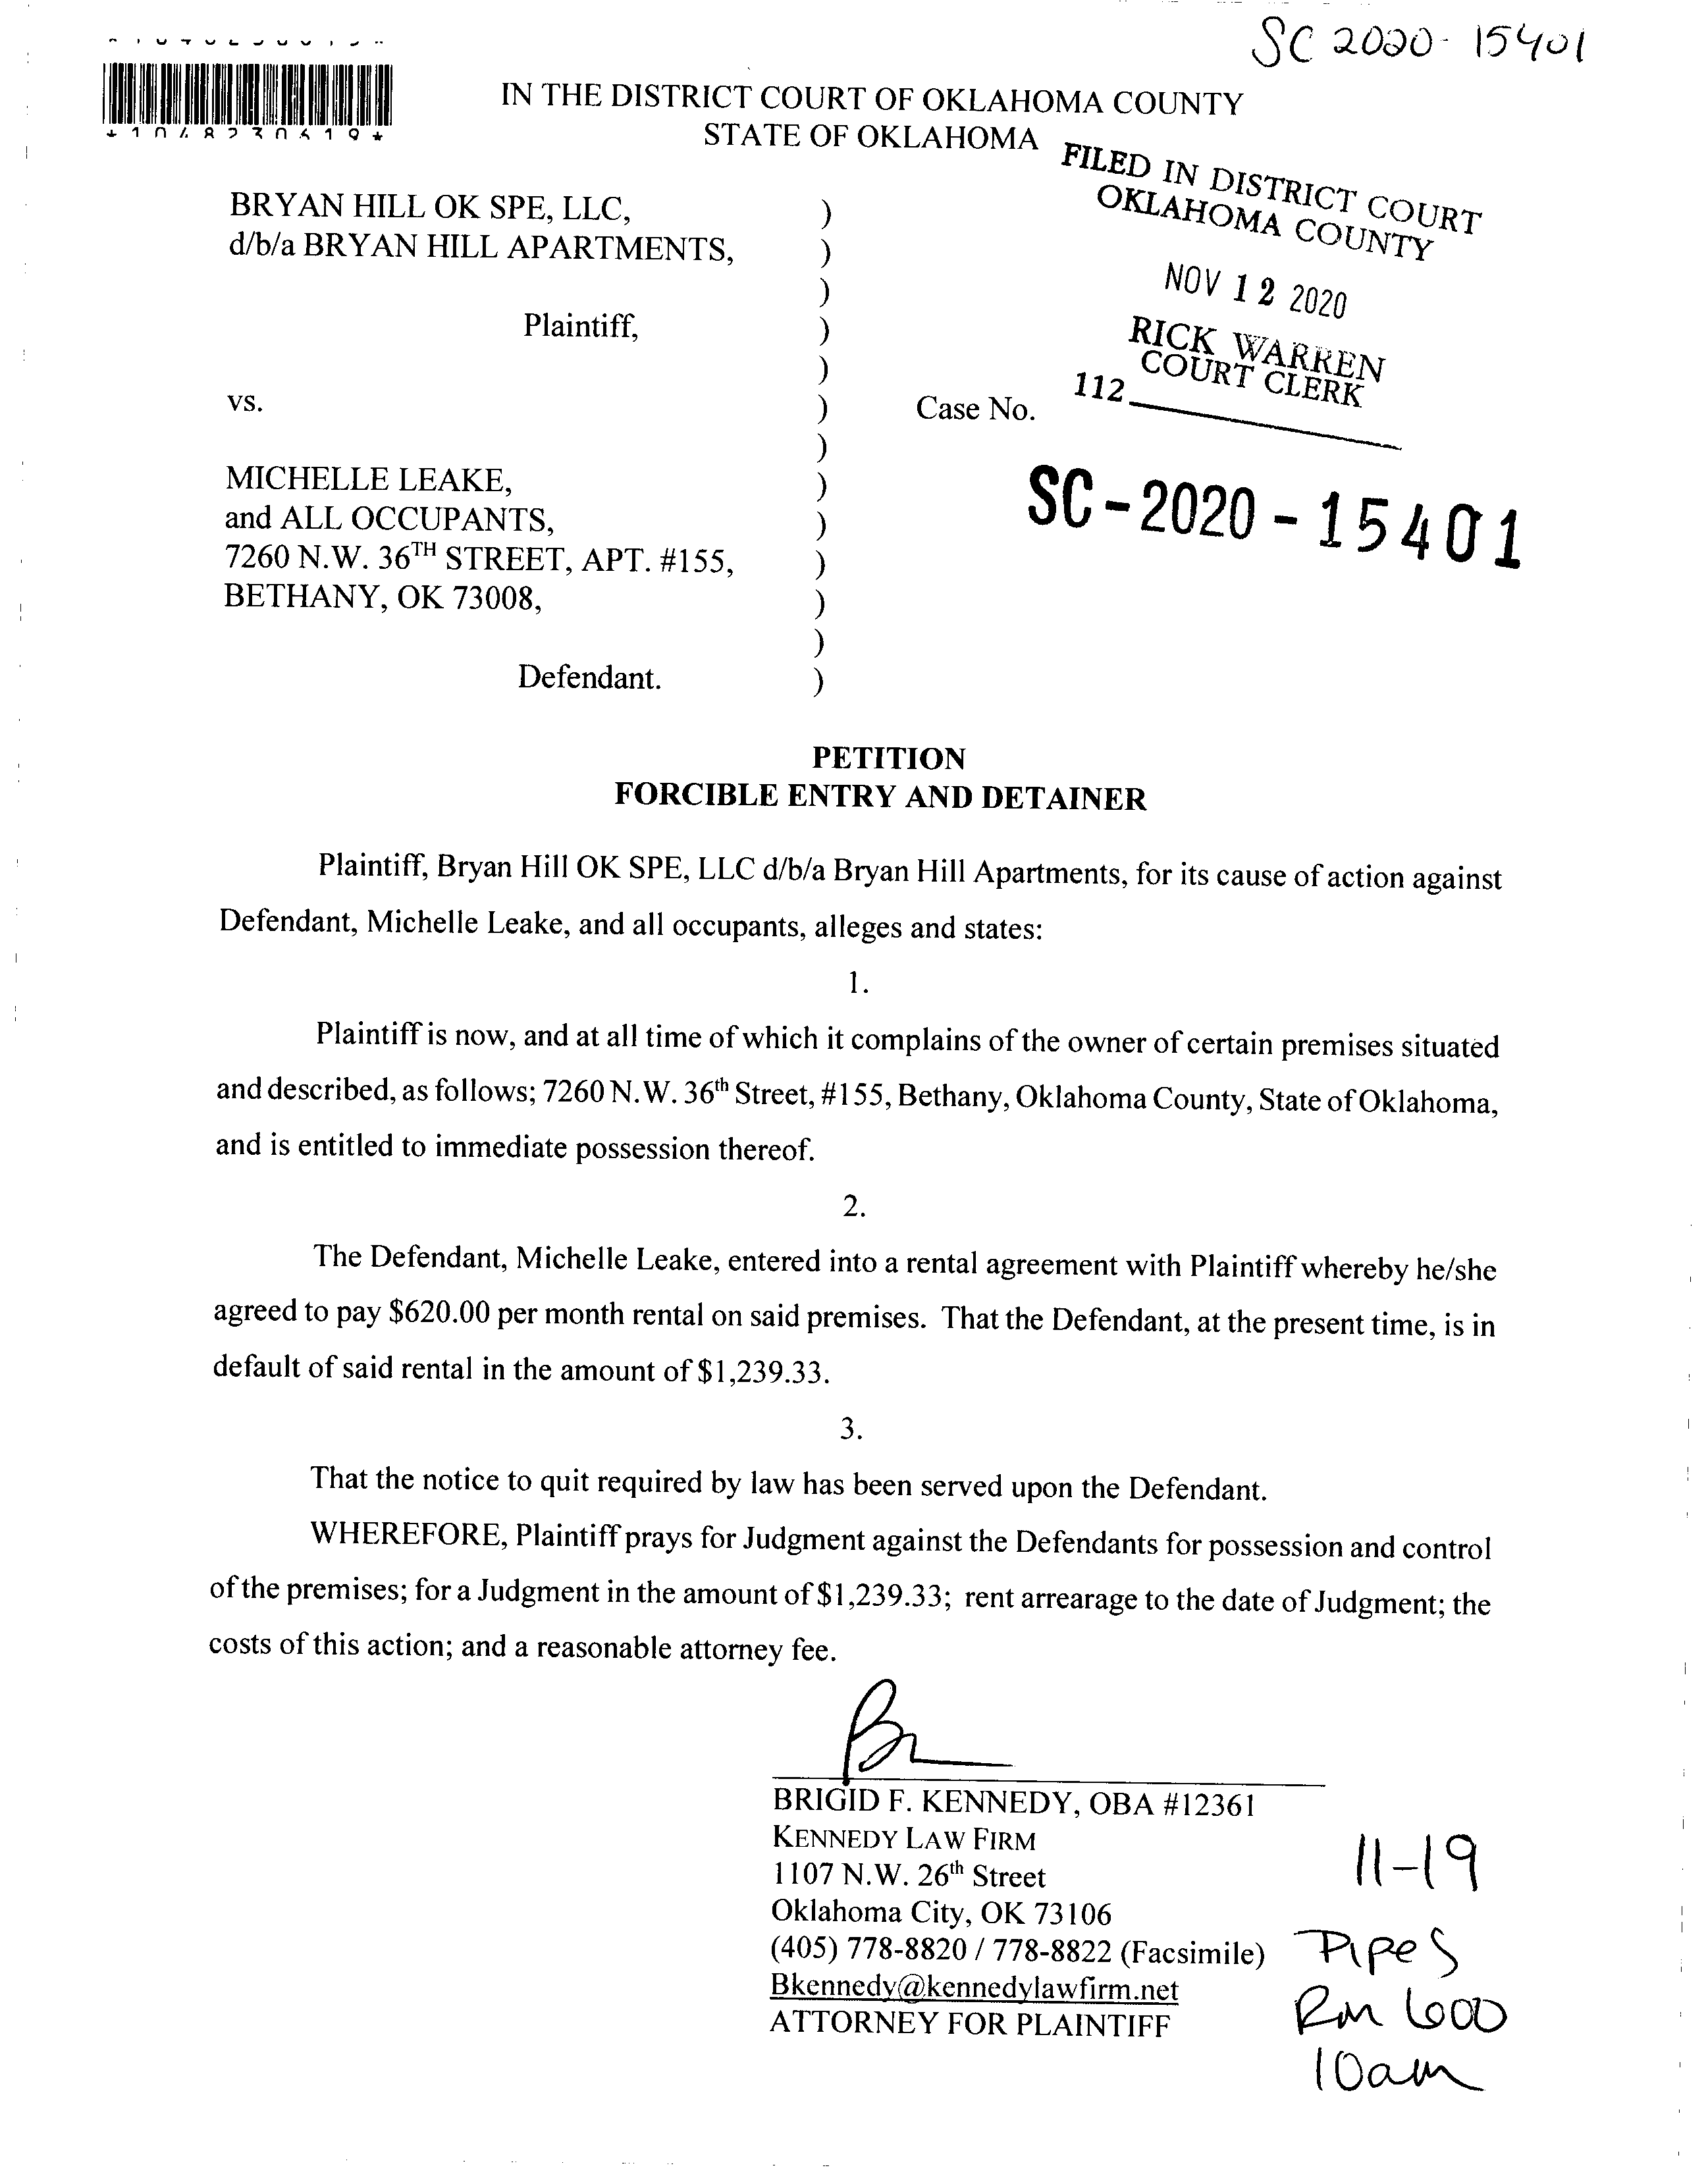 SC 2020-15401
*1048230619*
IN THE DISTRICT COURT OF OKLAHOMA COUNTY
STATE OF OKLAHOMA
FILED IN DISTRICT COURT
OKLAHOMA COUNTY
NOV 12 2020
RICK WARREN
COURT CLERK
112
BRYAN HILL OK SPE, LLC, )
d/b/a BRYAN HILL APARTMENTS, )
)
Plaintiff, )
)
vs. ) Case No.
)
MICHELLE LEAKE, )
and ALL OCCUPANTS, )
7260 N.W. 36TH STREET, APT. #155, )
BETHANY, OK 73008, )
)
Defendant. )
SC-2020-15401
PETITION
FORCIBLE ENTRY AND DETAINER
Plaintiff, Bryan Hill OK SPE, LLC d/b/a Bryan Hill Apartments, for its cause of action against
Defendant, Michelle Leake, and all occupants, alleges and states:
1.
Plaintiff is now, and at all time of which it complains of the owner of certain premises situated
and described, as follows; 7260 N.W. 36th Street, #155, Bethany, Oklahoma County, State of Oklahoma,
and is entitled to immediate possession thereof.
2.
The Defendant, Michelle Leake, entered into a rental agreement with Plaintiff whereby he/she
agreed to pay $620.00 per month rental on said premises. That the Defendant, at the present time, is in
default of said rental in the amount of $1,239.33.
3.
That the notice to quit required by law has been served upon the Defendant.
WHEREFORE, Plaintiff prays for Judgment against the Defendants for possession and control
of the premises; for a Judgment in the amount of $1,239.33; rent arrearage to the date of Judgment; the
costs of this action; and a reasonable attorney fee.
BRIGID F. KENNEDY, OBA #12361
KENNEDY LAW FIRM
1107 N.W. 26th Street
Oklahoma City, OK 73106
(405) 778-8820 / 778-8822 (Facsimile)
Bkennedy@kennedylawfirm.net
ATTORNEY FOR PLAINTIFF
11-19
Pipes
Rm 600
10am